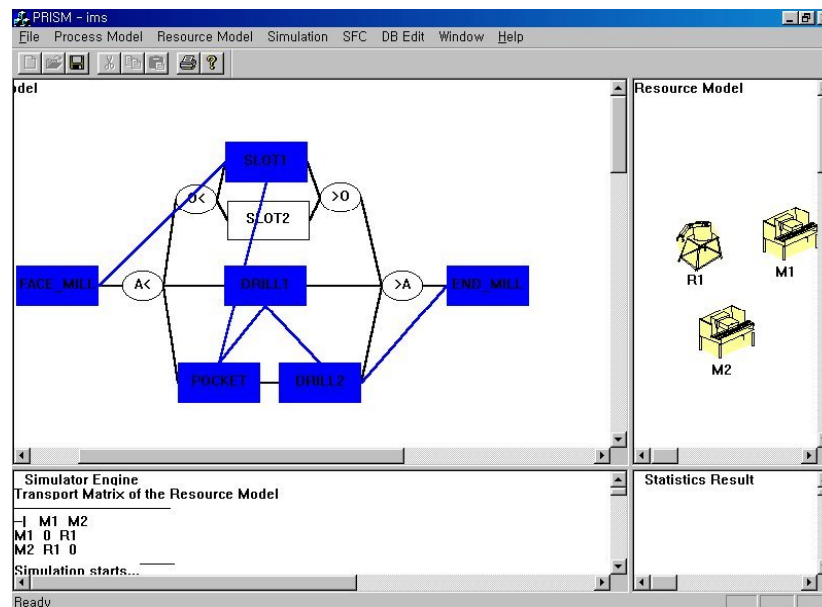 PRISM - ims
File Process Model Resource Model Simulation SFC DB Edit Window Help
odel
Resource Model
SLOT1
O<
>O
SLOT2
FACE_MILL
A<
DRILL1
>A
END_MILL
POCKET
DRILL2
R1
M1
M2
Simulator Engine
Transport Matrix of the Resource Model
-| M1 M2
M1 0 R1
M2 R1 0
Simulation starts...
Statistics Result
Ready